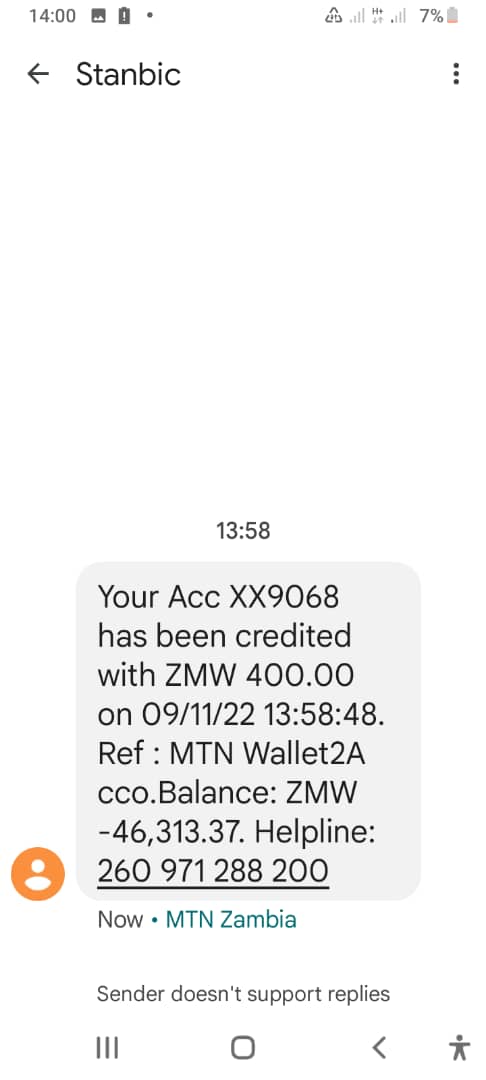 14:00
H+
7%
Stanbic
13:58
Your Acc XX9068
has been credited
with ZMW 400.00
on 09/11/22 13:58:48.
Ref : MTN Wallet2A
cco.Balance: ZMW
-46,313.37. Helpline:
260 971 288 200
Now • MTN Zambia
Sender doesn't support replies